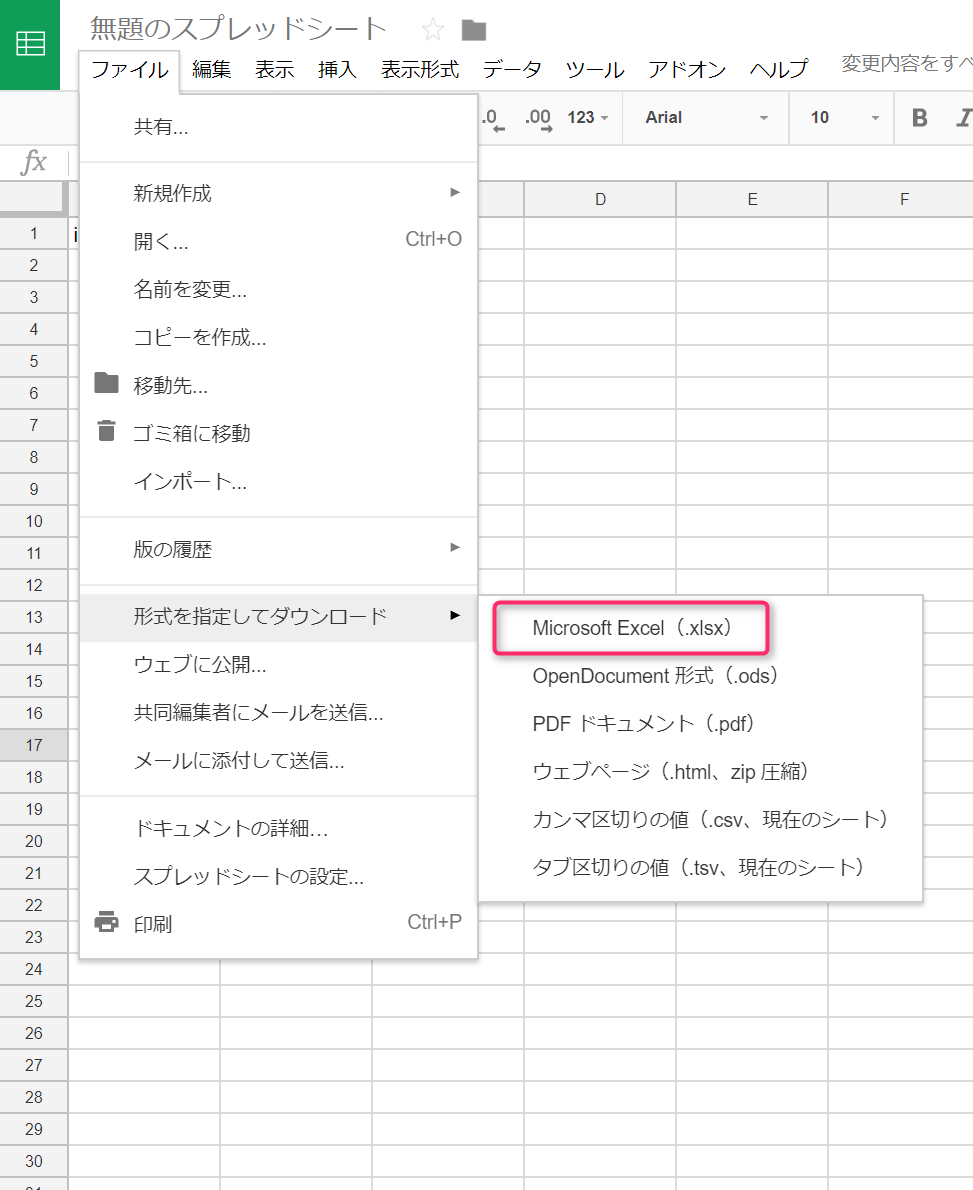 無題のスプレッドシート
ファイル 編集 表示 挿入 表示形式 データ ツール アドオン ヘルプ 変更内容をすべ
.0 .00 123 Arial 10 B I
fx
D E F
共有...
新規作成
開く... Ctrl+O
名前を変更...
コピーを作成...
移動先...
ゴミ箱に移動
インポート...
版の履歴
形式を指定してダウンロード
ウェブに公開...
共同編集者にメールを送信...
メールに添付して送信...
ドキュメントの詳細...
スプレッドシートの設定...
印刷 Ctrl+P
Microsoft Excel（.xlsx）
OpenDocument 形式（.ods）
PDF ドキュメント（.pdf）
ウェブページ（.html、zip 圧縮）
カンマ区切りの値（.csv、現在のシート）
タブ区切りの値（.tsv、現在のシート）
1 i
2
3
4
5
6
7
8
9
10
11
12
13
14
15
16
17
18
19
20
21
22
23
24
25
26
27
28
29
30